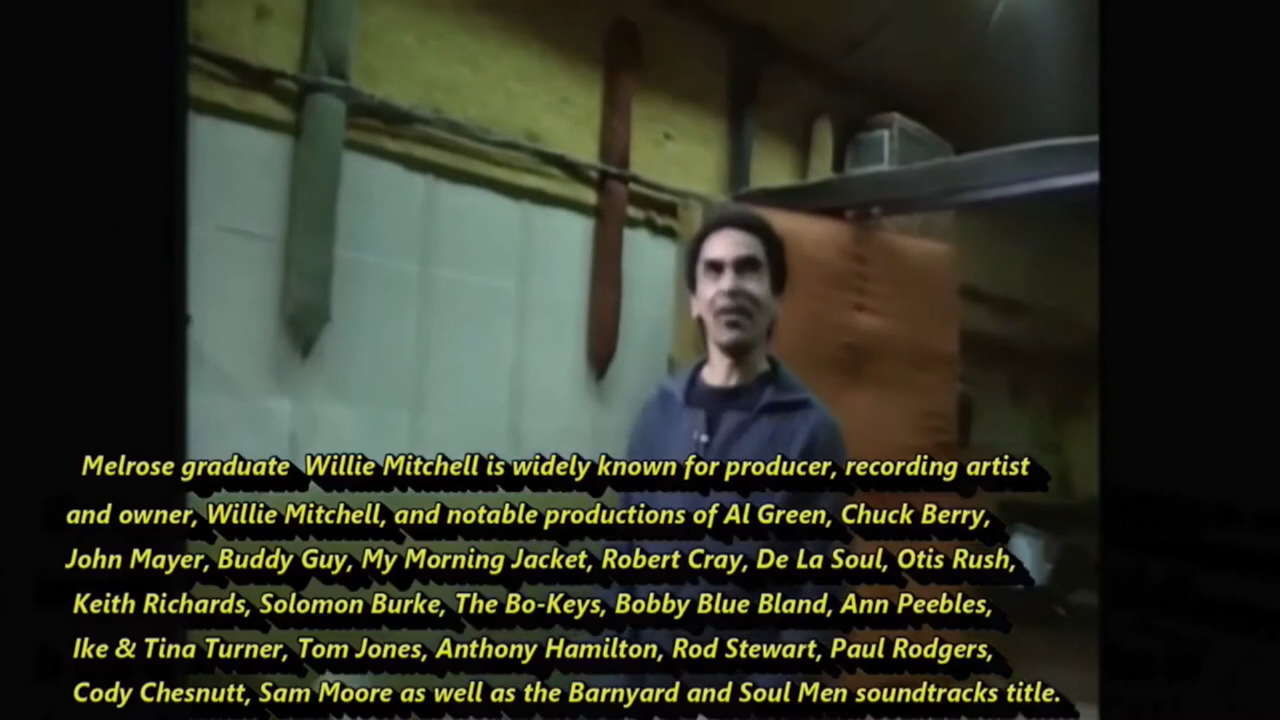 Melrose graduate Willie Mitchell is widely known for producer, recording artist
and owner, Willie Mitchell, and notable productions of Al Green, Chuck Berry,
John Mayer, Buddy Guy, My Morning Jacket, Robert Cray, De La Soul, Otis Rush,
Keith Richards, Solomon Burke, The Bo-Keys, Bobby Blue Bland, Ann Peebles,
Ike & Tina Turner, Tom Jones, Anthony Hamilton, Rod Stewart, Paul Rodgers,
Cody Chesnutt, Sam Moore as well as the Barnyard and Soul Men soundtracks title.